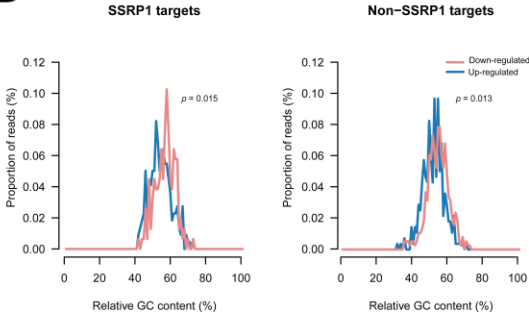 SSRP1 targets
Proportion of reads (%)
0.12
0.10
0.08
0.06
0.04
0.02
0.00
p = 0.015
0 20 40 60 80 100
Relative GC content (%)
Non−SSRP1 targets
Proportion of reads (%)
0.12
0.10
0.08
0.06
0.04
0.02
0.00
Down-regulated
Up-regulated
p = 0.013
0 20 40 60 80 100
Relative GC content (%)